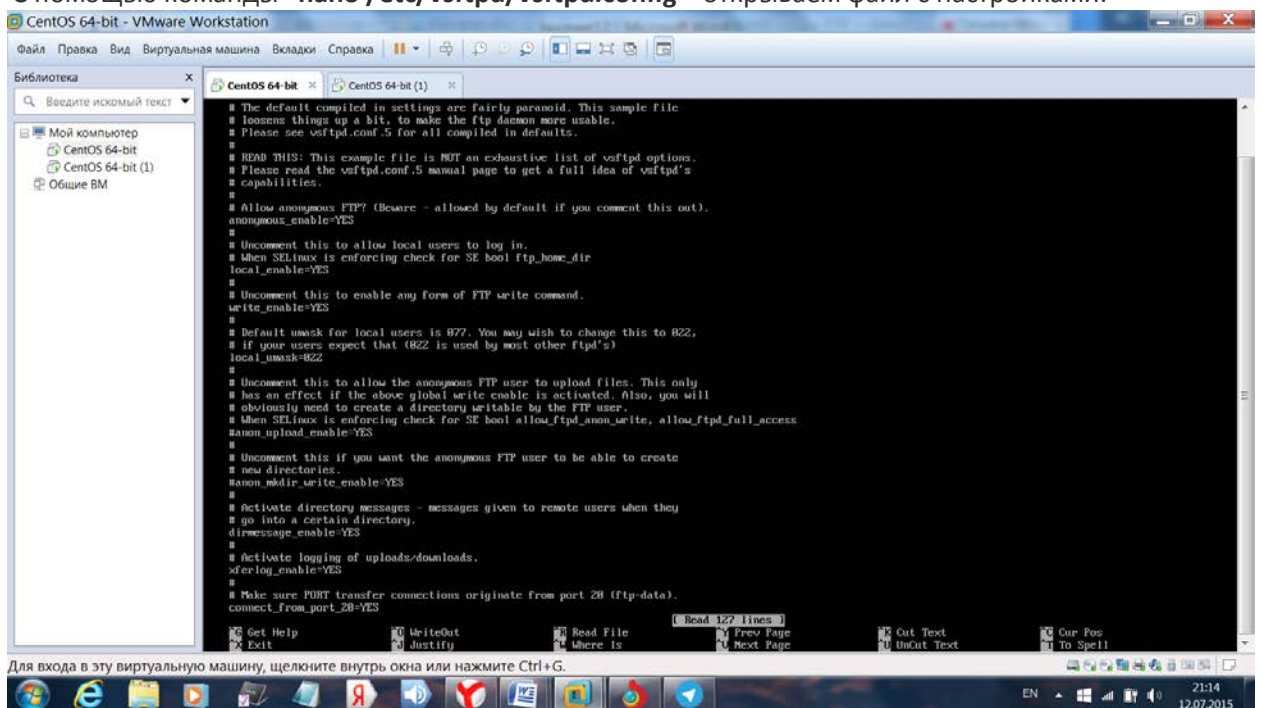 CentOS 64-bit - VMware Workstation
Файл Правка Вид Виртуальная машина Вкладки Справка
Библиотека x
Введите искомый текст
Мой компьютер
CentOS 64-bit
CentOS 64-bit (1)
Общие ВМ
CentOS 64-bit × CentOS 64-bit (1) ×
# The default compiled in settings are fairly paranoid. This sample file
# loosens things up a bit, to make the ftp daemon more usable.
# Please see vsftpd.conf.5 for all compiled in defaults.
#
# READ THIS: This example file is NOT an exhaustive list of vsftpd options.
# Please read the vsftpd.conf.5 manual page to get a full idea of vsftpd's
# capabilities.
#
# Allow anonymous FTP? (Beware - allowed by default if you comment this out).
anonymous_enable=YES
#
# Uncomment this to allow local users to log in.
# When SELinux is enforcing check for SE bool ftp_home_dir
local_enable=YES
#
# Uncomment this to enable any form of FTP write command.
write_enable=YES
#
# Default umask for local users is 077. You may wish to change this to 022,
# if your users expect that (022 is used by most other ftpd's)
local_umask=022
#
# Uncomment this to allow the anonymous FTP user to upload files. This only
# has an effect if the above global write enable is activated. Also, you will
# obviously need to create a directory writable by the FTP user.
# When SELinux is enforcing check for SE bool allow_ftpd_anon_write, allow_ftpd_full_access
#anon_upload_enable=YES
#
# Uncomment this if you want the anonymous FTP user to be able to create
# new directories.
#anon_mkdir_write_enable=YES
#
# Activate directory messages - messages given to remote users when they
# go into a certain directory.
dirmessage_enable=YES
#
# Activate logging of uploads/downloads.
xferlog_enable=YES
#
# Make sure PORT transfer connections originate from port 20 (ftp-data).
connect_from_port_20=YES
[ Read 127 lines ]
^G Get Help ^O WriteOut ^R Read File ^Y Prev Page ^K Cut Text ^C Cur Pos
^X Exit ^J Justify ^W Where Is ^V Next Page ^U UnCut Text ^T To Spell
Для входа в эту виртуальную машину, щелкните внутрь окна или нажмите Ctrl+G.
EN 21:14
12.07.2015